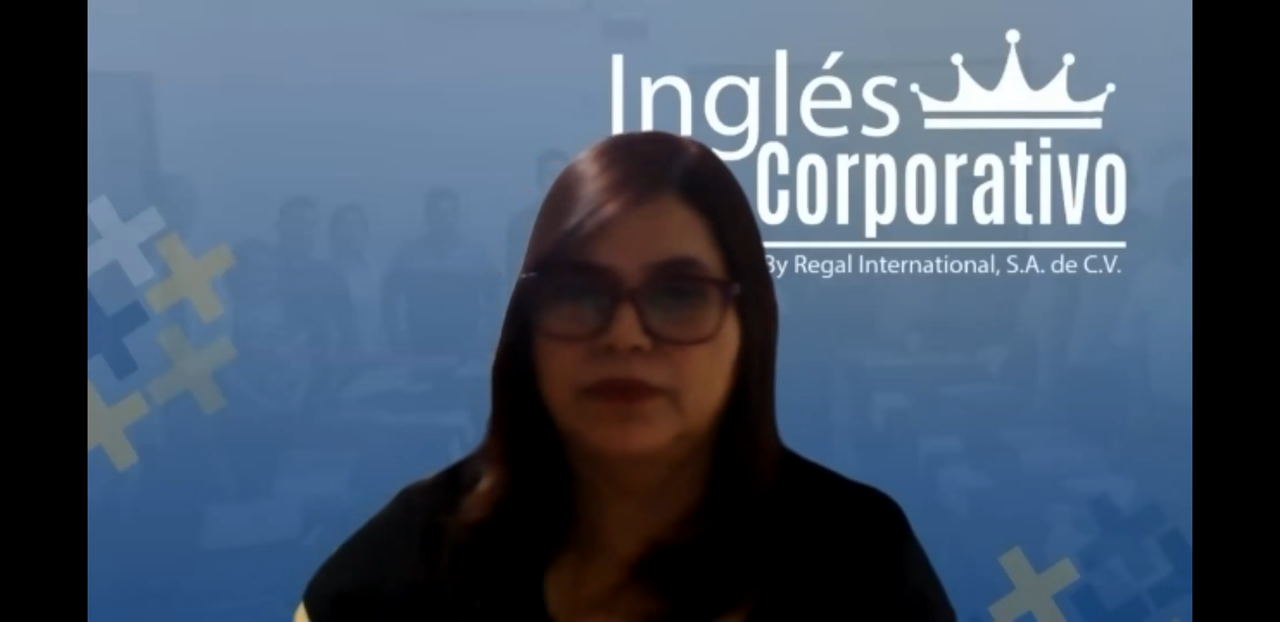 Inglés
Corporativo
By Regal International, S.A. de C.V.